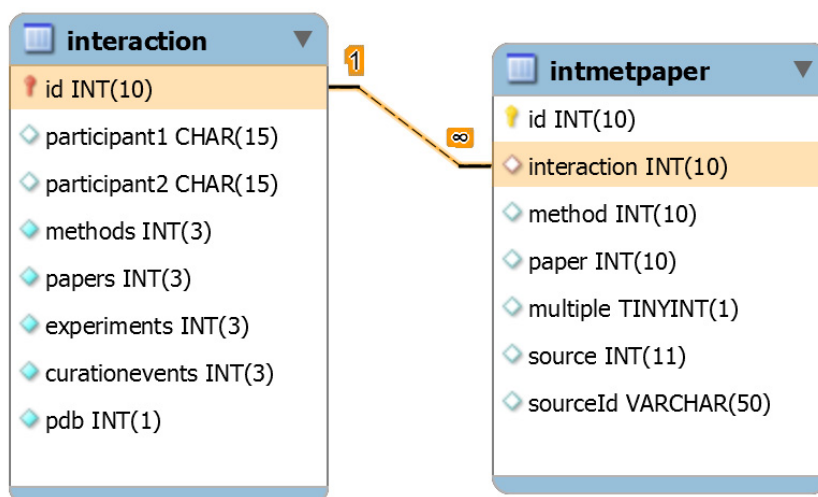 interaction
id INT(10)
participant1 CHAR(15)
participant2 CHAR(15)
methods INT(3)
papers INT(3)
experiments INT(3)
curationevents INT(3)
pdb INT(1)
1
∞
intmetpaper
id INT(10)
interaction INT(10)
method INT(10)
paper INT(10)
multiple TINYINT(1)
source INT(11)
sourceId VARCHAR(50)